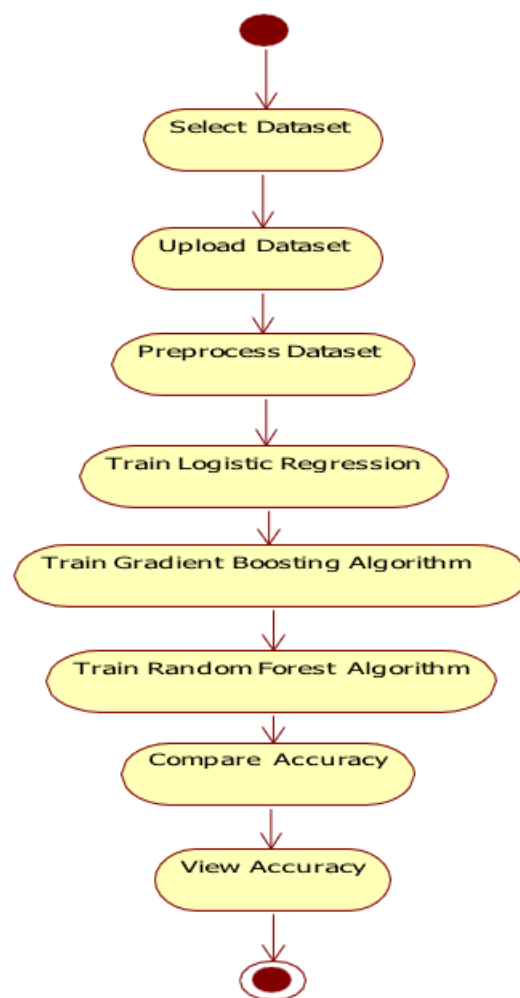 Select Dataset
Upload Dataset
Preprocess Dataset
Train Logistic Regression
Train Gradient Boosting Algorithm
Train Random Forest Algorithm
Compare Accuracy
View Accuracy